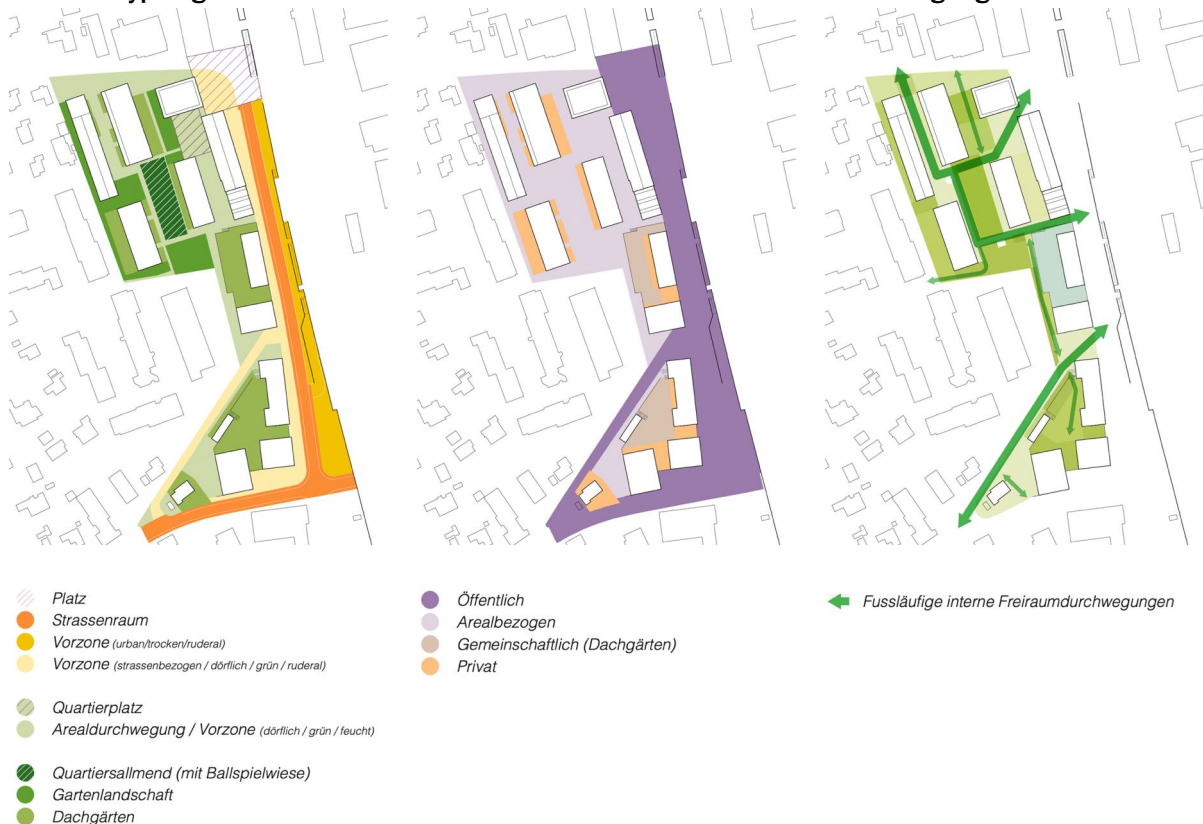 Platz
Strassenraum
Vorzone (urban/trocken/ruderal)
Vorzone (strassenbezogen / dörflich / grün / ruderal)
Quartierplatz
Arealdurchwegung / Vorzone (dörflich / grün / feucht)
Quartiersallmend (mit Ballspielwiese)
Gartenlandschaft
Dachgärten
Öffentlich
Arealbezogen
Gemeinschaftlich (Dachgärten)
Privat
Fussläufige interne Freiraumdurchwegungen